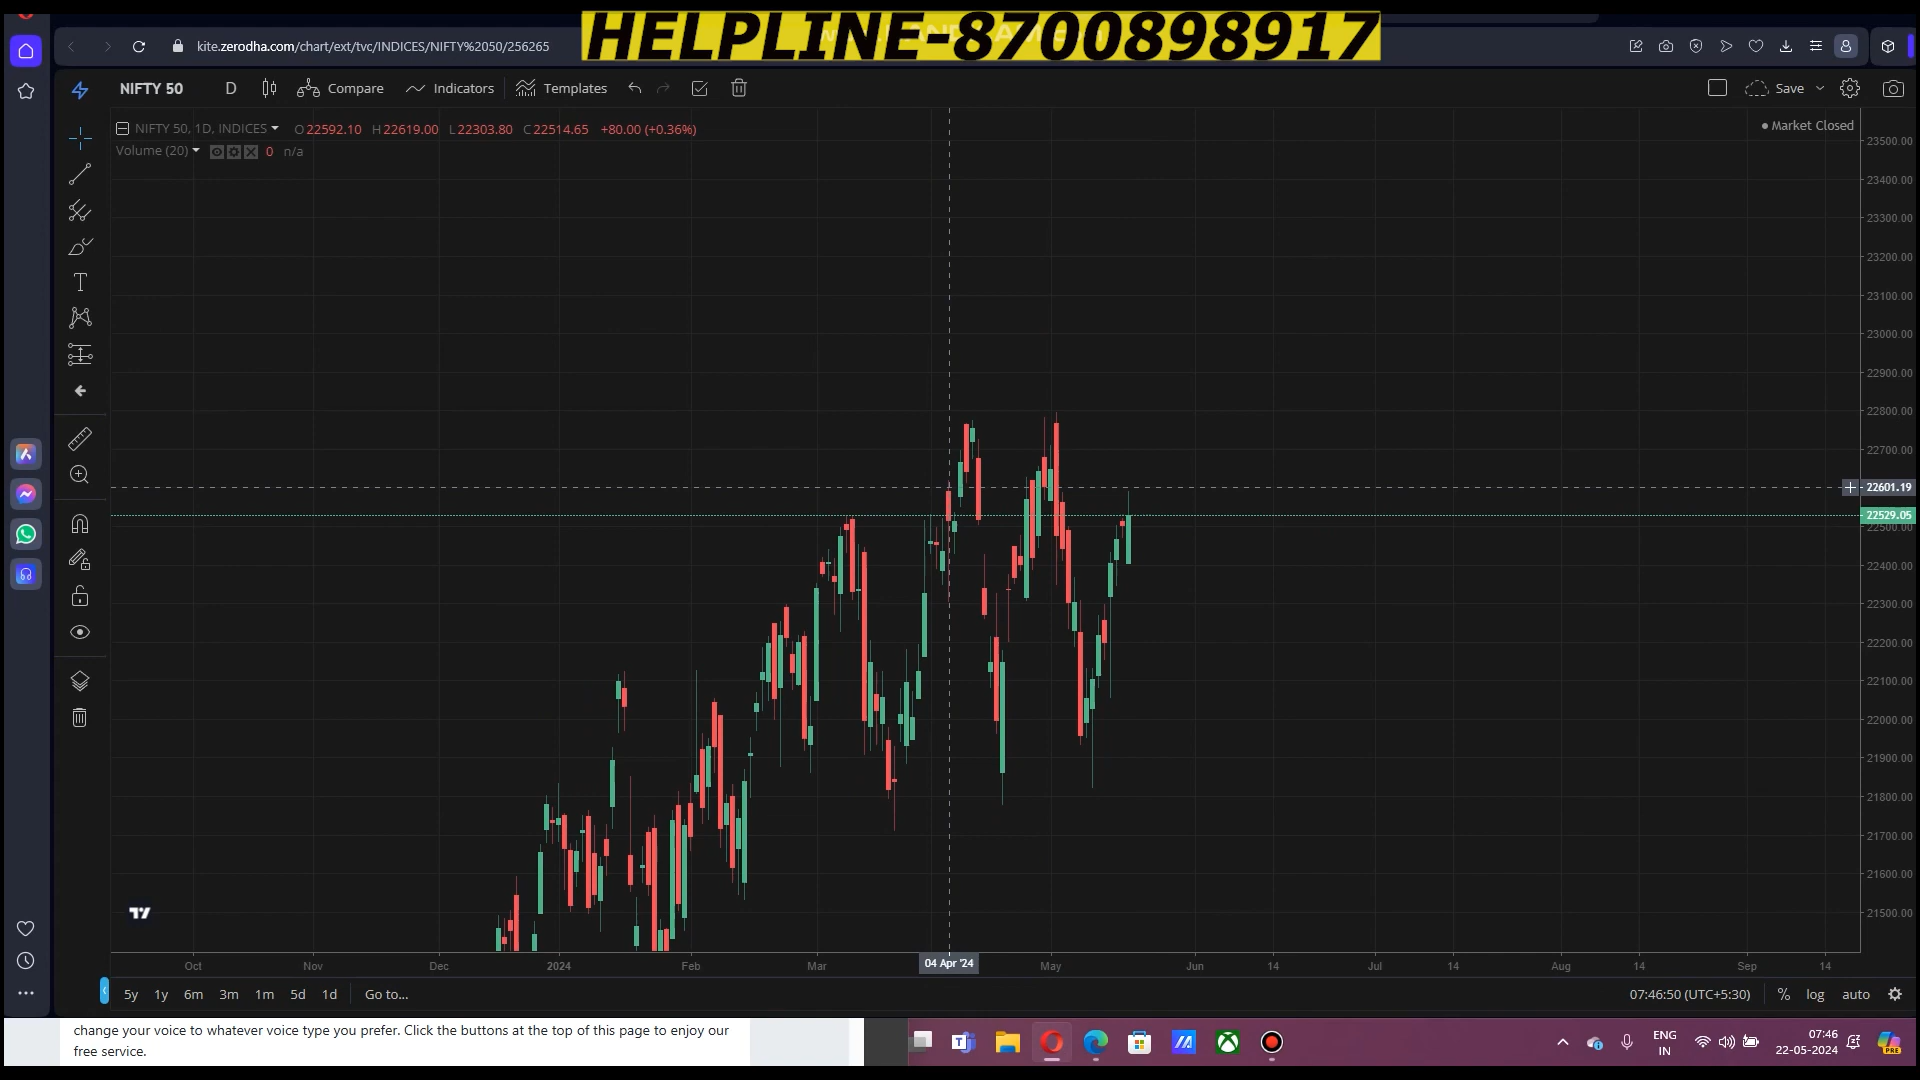 HELPLINE-8700898917
kite.zerodha.com/chart/ext/tvc/INDICES/NIFTY%2050/256265
NIFTY 50
D
Compare
Indicators
Templates
Save
NIFTY 50, 1D, INDICES
O22592.10 H22619.00 L22303.80 C22514.65 +80.00 (+0.36%)
Market Closed
Volume (20)
0 n/a
23500.00
23400.00
23300.00
23200.00
23100.00
23000.00
22900.00
22800.00
22700.00
22601.19
22529.05
22500.00
22400.00
22300.00
22200.00
22100.00
22000.00
21900.00
21800.00
21700.00
21600.00
21500.00
Oct Nov Dec 2024 Feb Mar 04 Apr '24 May Jun 14 Jul 14 Aug 14 Sep 14
5y 1y 6m 3m 1m 5d 1d Go to...
07:46:50 (UTC+5:30) % log auto
change your voice to whatever voice type you prefer. Click the buttons at the top of this page to enjoy our
free service.
ENG
IN
07:46
22-05-2024
PRE